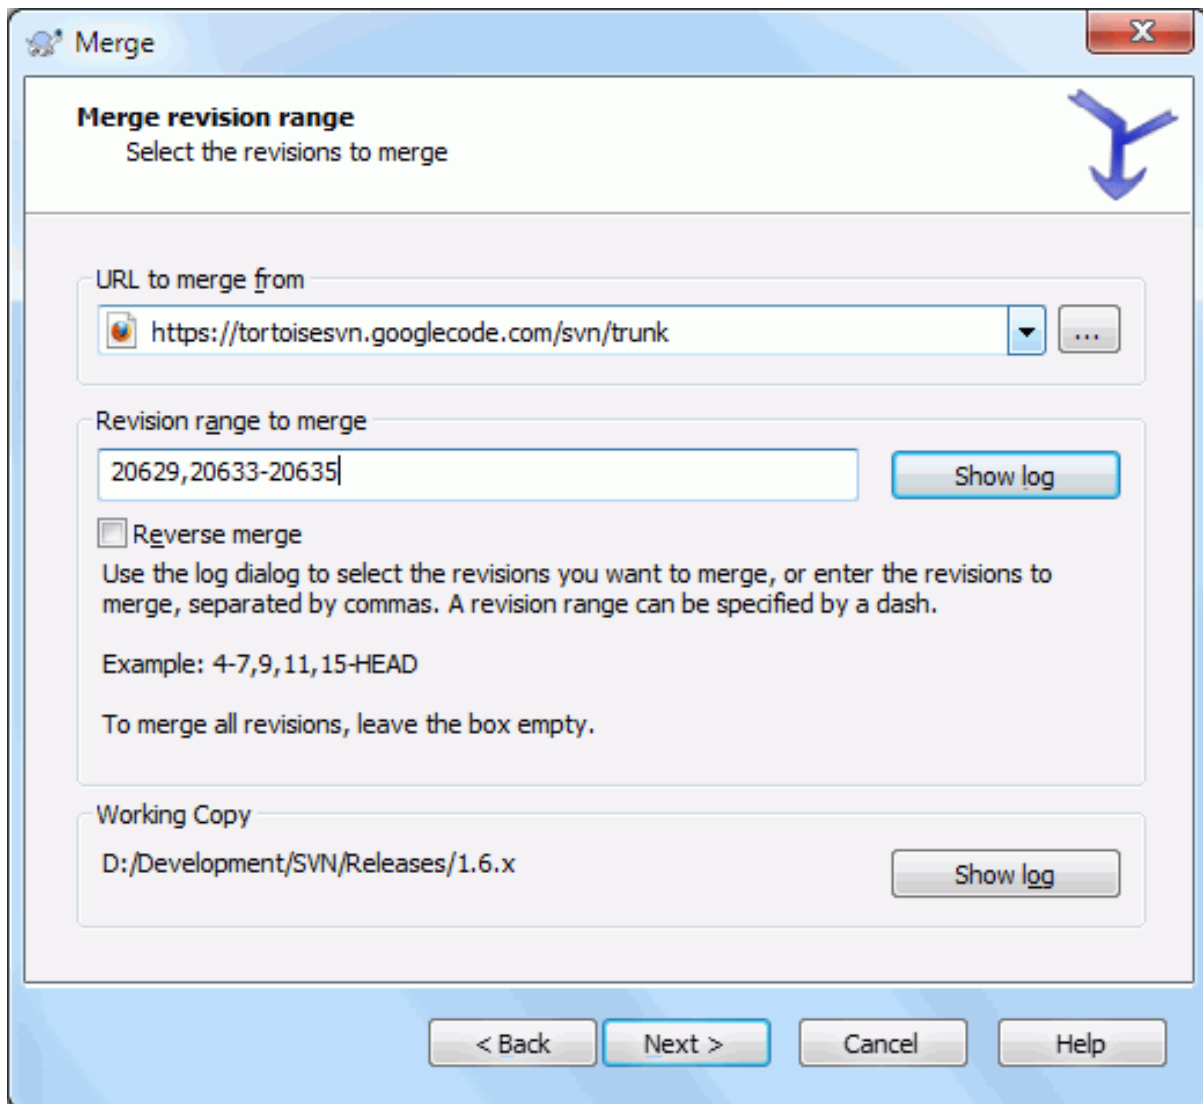 Merge
Merge revision range
Select the revisions to merge
URL to merge from
https://tortoisesvn.googlecode.com/svn/trunk
...
Revision range to merge
20629,20633-20635
Show log
Reverse merge
Use the log dialog to select the revisions you want to merge, or enter the revisions to
merge, separated by commas. A revision range can be specified by a dash.
Example: 4-7,9,11,15-HEAD
To merge all revisions, leave the box empty.
Working Copy
D:/Development/SVN/Releases/1.6.x
Show log
< Back
Next >
Cancel
Help